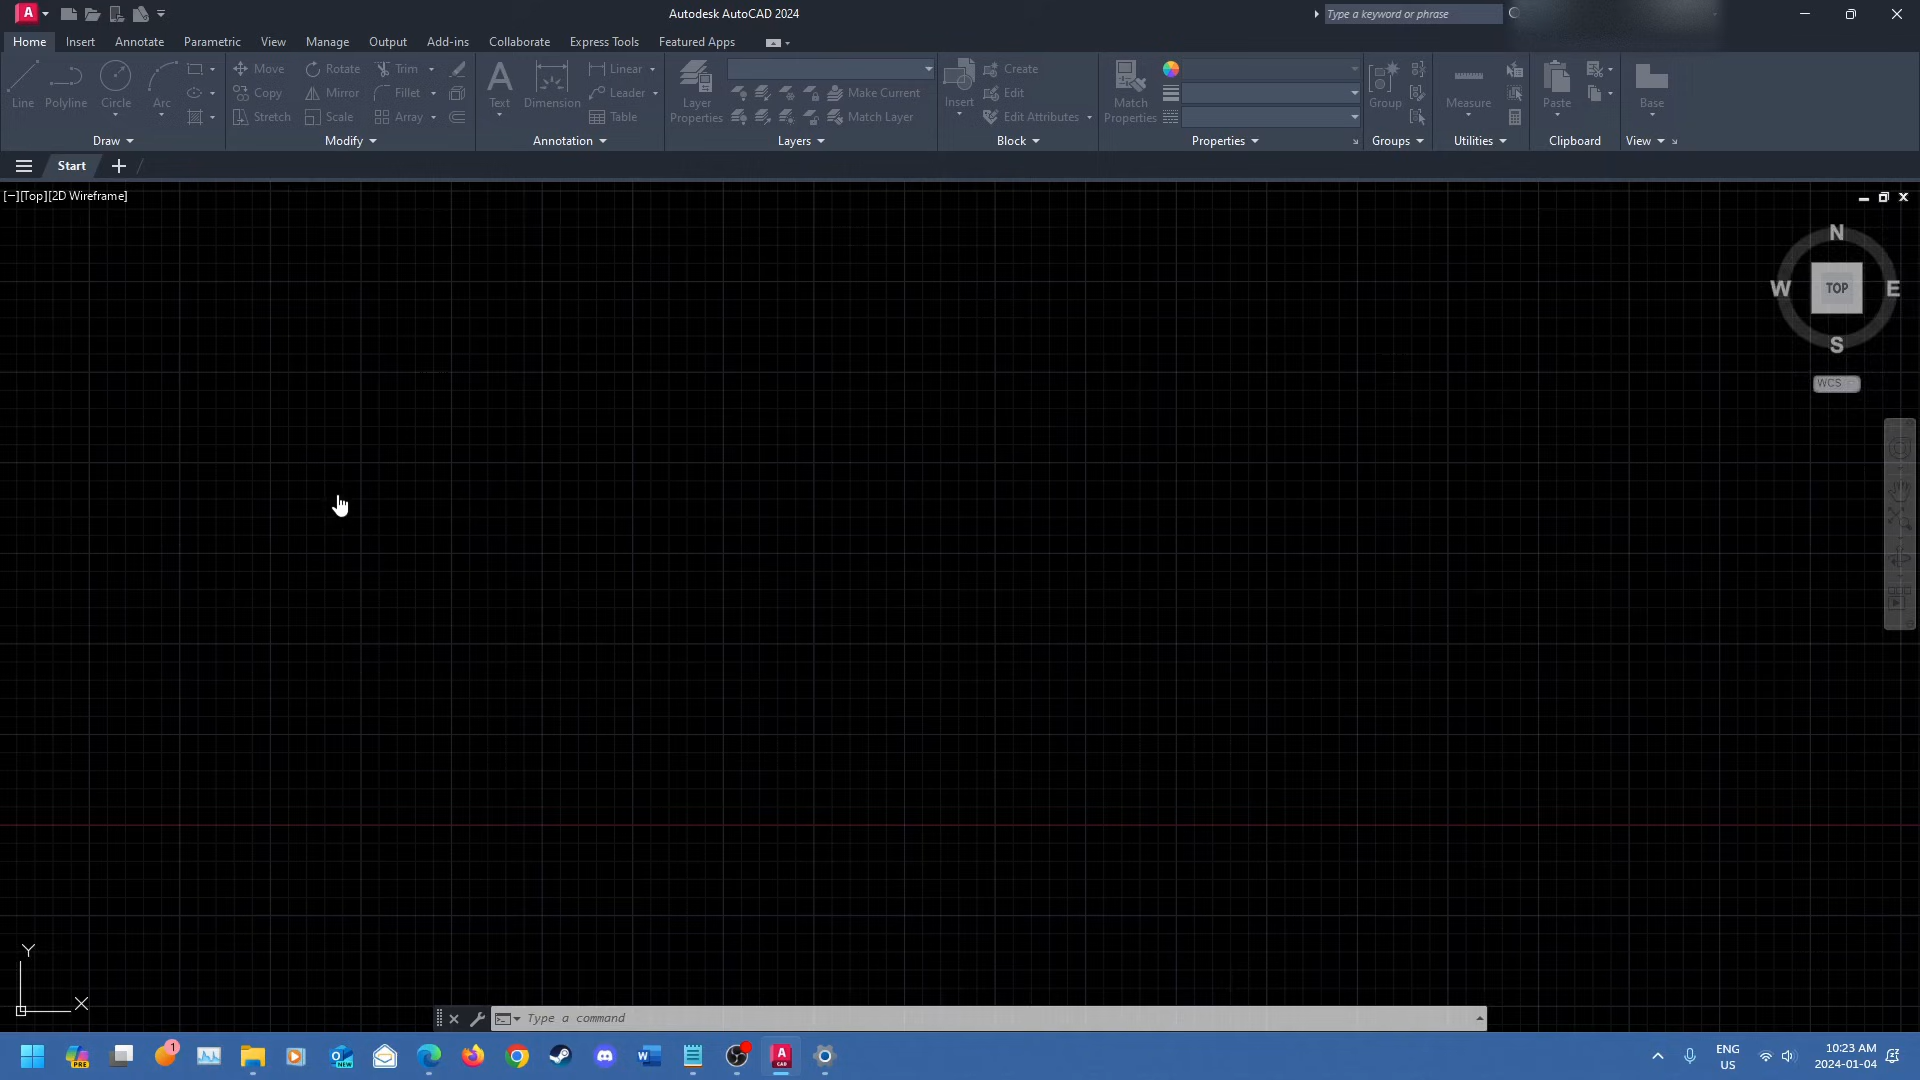 A
Autodesk AutoCAD 2024
Type a keyword or phrase
Home Insert Annotate Parametric View Manage Output Add-ins Collaborate Express Tools Featured Apps
Line Polyline Circle Arc
Move Rotate Trim
Copy Mirror Fillet
Stretch Scale Array
Text Dimension
Linear
Leader
Table
Layer Properties
Make Current
Match Layer
Insert
Create
Edit
Edit Attributes
Match Properties
Group
Measure
Paste
Base
Draw Modify Annotation Layers Block Properties Groups Utilities Clipboard View
Start
[−][Top][2D Wireframe]
N
W TOP E
S
WCS
Y
X
Type a command
PRE
1
NEW
W
A
CAD
ENG
US
10:23 AM
2024-01-04